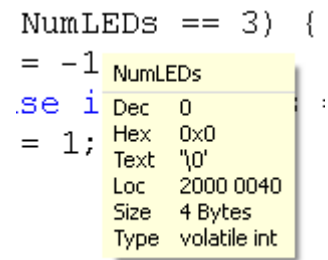 NumLEDs == 3) {
= -1
se i
= 1;
NumLEDs
Dec 0
Hex 0x0
Text '\0'
Loc 2000 0040
Size 4 Bytes
Type volatile int